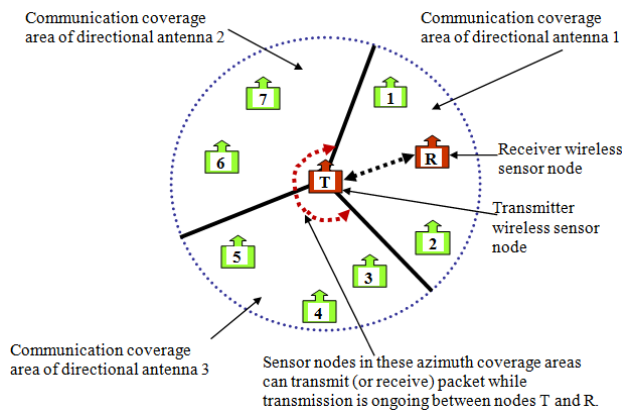 Communication coverage
area of directional antenna 2
Communication coverage
area of directional antenna 1
7
1
6
R
T
Receiver wireless
sensor node
Transmitter
wireless sensor
node
2
5
3
4
Communication coverage
area of directional antenna 3
Sensor nodes in these azimuth coverage areas
can transmit (or receive) packet while
transmission is ongoing between nodes T and R.